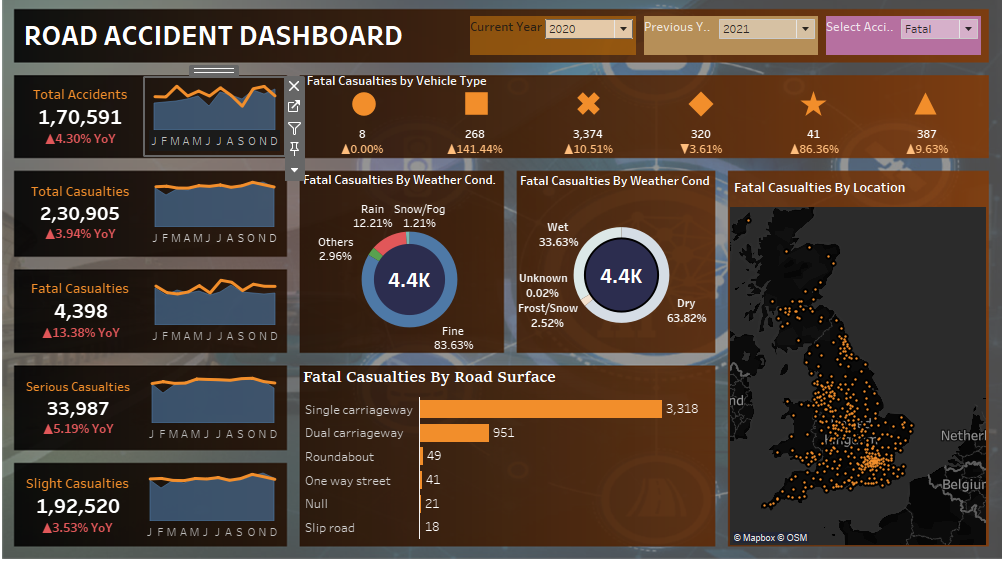 ROAD ACCIDENT DASHBOARD
Current Year 2020
Previous Y.. 2021
Select Acci.. Fatal
Total Accidents
1,70,591
▲4.30% YoY
J F M A M J J A S O N D
Fatal Casualties by Vehicle Type
8 268 3,374 320 41 387
▲0.00% ▲141.44% ▲10.51% ▼3.61% ▲86.36% ▲9.63%
Total Casualties
2,30,905
▲3.94% YoY
J F M A M J J A S O N D
Fatal Casualties
4,398
▲13.38% YoY
J F M A M J J A S O N D
Serious Casualties
33,987
▲5.19% YoY
J F M A M J J A S O N D
Slight Casualties
1,92,520
▲3.53% YoY
J F M A M J J A S O N D
Fatal Casualties By Weather Cond.
Rain
12.21%
Snow/Fog
1.21%
Others
2.96%
4.4K
Fine
83.63%
Fatal Casualties By Weather Cond
Wet
33.63%
Unknown
0.02%
Frost/Snow
2.52%
4.4K
Dry
63.82%
Fatal Casualties By Road Surface
Single carriageway 3,318
Dual carriageway 951
Roundabout 49
One way street 41
Null 21
Slip road 18
Fatal Casualties By Location
nd
Netherl
Belgium
© Mapbox © OSM